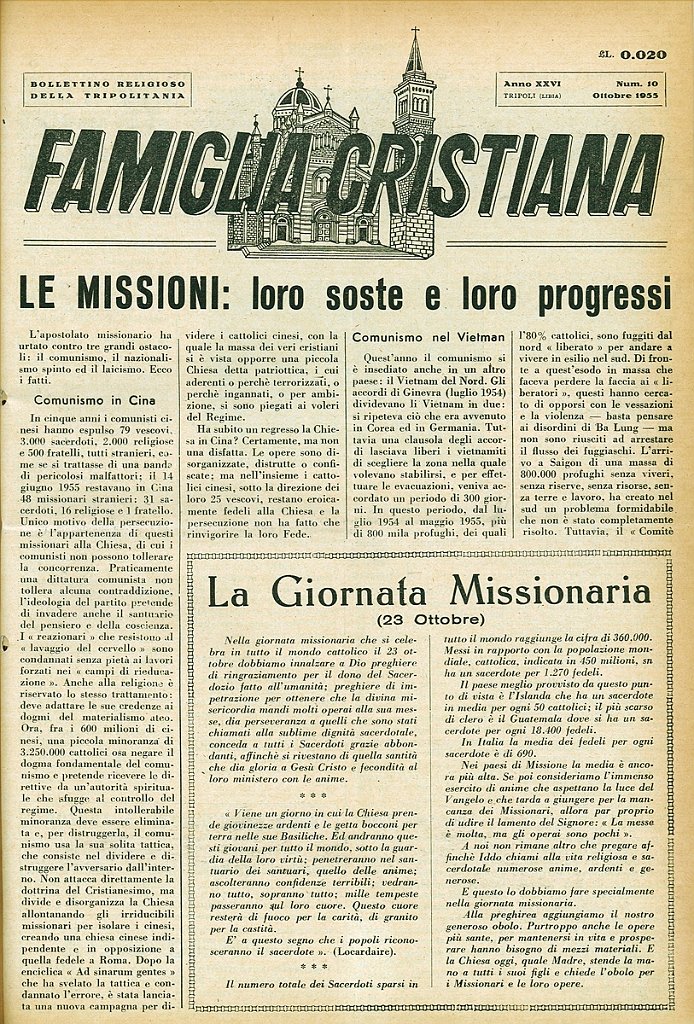 £L. 0.020
BOLLETTINO RELIGIOSO
DELLA TRIPOLITANIA
Anno XXVI Num. 10
TRIPOLI (LIBIA) Ottobre 1955
FAMIGLIA CRISTIANA
LE MISSIONI: loro soste e loro progressi
L'apostolato missionario ha
urtato contro tre grandi ostaco-
li: il comunismo, il nazionali-
smo spinto ed il laicismo. Ecco
i fatti.
Comunismo in Cina
In cinque anni i comunisti ci-
nesi hanno espulso 79 vescovi,
3.000 sacerdoti, 2.000 religiose
e 500 fratelli, tutti stranieri, co-
me se si trattasse di una banda
di pericolosi malfattori; il 14
giugno 1955 restavano in Cina
48 missionari stranieri: 31 sa-
cerdoti, 16 religiose e 1 fratello.
Unico motivo della persecuzio-
ne è l'appartenenza di questi
missionari alla Chiesa, di cui i
comunisti non possono tollerare
la concorrenza. Praticamente
una dittatura comunista non
tollera alcuna contraddizione,
l'ideologia del partito pretende
di invadere anche il santuario
del pensiero e della coscienza.
I « reazionari » che resistono al
« lavaggio del cervello » sono
condannati senza pietà ai lavori
forzati nei « campi di rieduca-
zione ». Anche alla religione è
riservato lo stesso trattamento:
deve adattare le sue credenze ai
dogmi del materialismo ateo.
Ora, fra i 600 milioni di ci-
nesi, una piccola minoranza di
3.250.000 cattolici osa negare il
dogma fondamentale del comu-
nismo e pretende ricevere le di-
rettive da un'autorità spiritua-
le che sfugge al controllo del
regime. Questa intollerabile
minoranza deve essere elimina-
ta e, per distruggerla, il comu-
nismo usa la sua solita tattica,
che consiste nel dividere e di-
struggere l'avversario dall'inter-
no. Non attacca direttamente la
dottrina del Cristianesimo, ma
divide e disorganizza la Chiesa
allontanando gli irriducibili
missionari per isolare i cinesi,
creando una chiesa cinese indi-
pendente e in opposizione a
quella fedele a Roma. Dopo la
enciclica « Ad sinarum gentes »
che ha svelato la tattica e con-
dannato l'errore, è stata lancia-
ta una nuova campagna per di-
videre i cattolici cinesi, con la
quale la massa dei veri cristiani
si è vista opporre una piccola
Chiesa detta patriottica, i cui
aderenti o perchè terrorizzati, o
perchè ingannati, o per ambi-
zione, si sono piegati ai voleri
del Regime.
Ha subito un regresso la Chie-
sa in Cina? Certamente, ma non
una disfatta. Le opere sono di-
sorganizzate, distrutte o confi-
scate; ma nell'insieme i catto-
lici cinesi, sotto la direzione dei
loro 25 vescovi, restano eroica-
mente fedeli alla Chiesa e la
persecuzione non ha fatto che
rinvigorire la loro Fede.
Comunismo nel Vietman
Quest'anno il comunismo si
è insediato anche in un altro
paese: il Vietnam del Nord. Gli
accordi di Ginevra (luglio 1954)
dividevano li Vietnam in due:
si ripeteva ciò che era avvenuto
in Corea ed in Germania. Tut-
tavia una clausola degli accor-
di lasciava liberi i vietnamiti
di scegliere la zona nella quale
volevano stabilirsi, e per effet-
tuare le evacuazioni, veniva ac-
cordato un periodo di 300 gior-
ni. In questo periodo, dal lu-
glio 1954 al maggio 1955, più
di 800 mila profughi, dei quali
l'80% cattolici, sono fuggiti dal
nord « liberato » per andare a
vivere in esilio nel sud. Di fron-
te a quest'esodo in massa che
faceva perdere la faccia ai « li-
beratori », questi hanno cerca-
to di opporsi con le vessazioni
e la violenza — basta pensare
ai disordini di Ba Lung — ma
non sono riusciti ad arrestare
il flusso dei fuggiaschi. L'arri-
vo a Saigon di una massa di
800.000 profughi senza viveri,
senza riserve, senza risorse, sen-
za terre e lavoro, ha creato nel
sud un problema formidabile
che non è stato completamente
risolto. Tuttavia, il « Comitè
La Giornata Missionaria
(23 Ottobre)
Nella giornata missionaria che si cele-
bra in tutto il mondo cattolico il 23 ot-
tobre dobbiamo innalzare a Dio preghiere
di ringraziamento per il dono del Sacer-
dozio fatto all'umanità; preghiere di im-
petrazione per ottenere che la divina mi-
sericordia mandi molti operai alla sua mes-
se, dia perseveranza a quelli che sono stati
chiamati alla sublime dignità sacerdotale,
conceda a tutti i Sacerdoti grazie abbon-
danti, affinchè si rivestano di quella santità
che dia gloria a Gesù Cristo e fecondità al
loro ministero con le anime.
* * *
« Viene un giorno in cui la Chiesa pren-
de giovinezze ardenti e le getta bocconi per
terra nelle sue Basiliche. Ed andranno que-
sti giovani per tutto il mondo, sotto la guar-
dia della loro virtù; penetreranno nel san-
tuario dei santuari, quello delle anime;
ascolteranno confidenze terribili; vedran-
no tutto, sopranno tutto; mille tempeste
passeranno sul loro cuore. Questo cuore
resterà di fuoco per la carità, di granito
per la castità.
E' a questo segno che i popoli ricono-
sceranno il sacerdote ». (Locardaire).
* * *
Il numero totale dei Sacerdoti sparsi in
tutto il mondo raggiunge la cifra di 360.000.
Messi in rapporto con la popolazione mon-
diale, cattolica, indicata in 450 milioni, sn
ha un sacerdote per 1.270 fedeli.
Il paese meglio provvisto da questo pun-
to di vista è l'Islanda che ha un sacerdote
in media per ogni 50 cattolici; il più scarso
di clero è il Guatemala dove si ha un sa-
cerdote per ogni 18.400 fedeli.
In Italia la media dei fedeli per ogni
sacerdote è di 690.
Nei paesi di Missione la media è anco-
ra più alta. Se poi consideriamo l'immenso
esercito di anime che aspettano la luce del
Vangelo e che tarda a giungere per la man-
canza dei Missionari, allora par proprio
di udire il lamento del Signore: « La messa
è molta, ma gli operai sono pochi ».
A noi non rimane altro che pregare af-
finchè Iddio chiami alla vita religiosa e sa-
cerdotale numerose anime, ardenti e ge-
nerose.
E questo lo dobbiamo fare specialmente
nella giornata missionaria.
Alla preghiera aggiungiamo il nostro
generoso obolo. Purtroppo anche le opere
più sante, per mantenersi in vita e prospe-
rare hanno bisogno di mezzi materiali. E
la Chiesa oggi, quale Madre, stende la ma-
no a tutti i suoi figli e chiede l'obolo per
i Missionari e le loro opere.